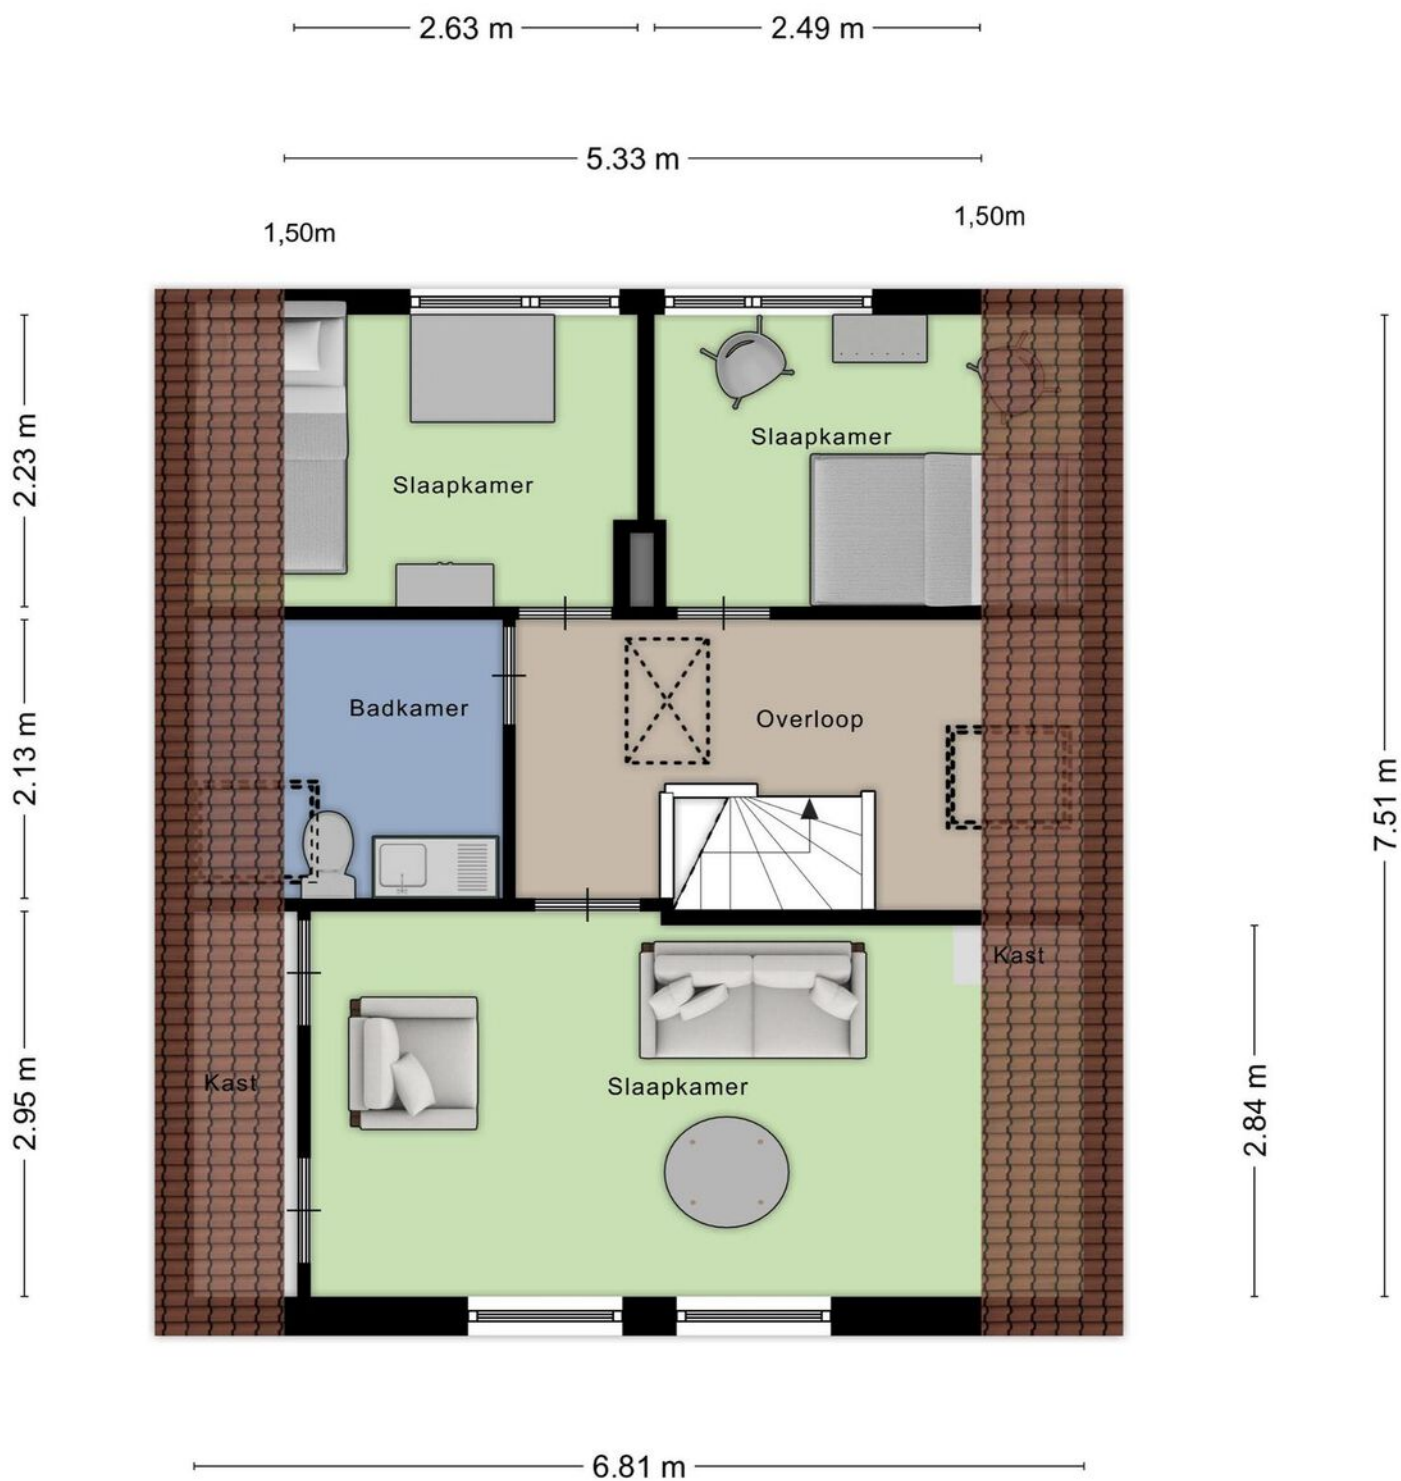 2.63 m
2.49 m
5.33 m
1,50m
1,50m
2.23 m
Slaapkamer
Slaapkamer
2.13 m
Badkamer
Overloop
7.51 m
Kast
2.95 m
Kast
Slaapkamer
2.84 m
6.81 m